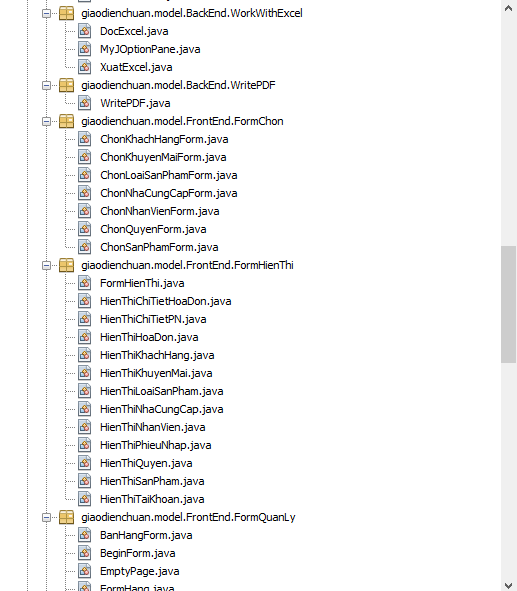 giaodienchuan.model.BackEnd.WorkWithExcel
DocExcel.java
MyJOptionPane.java
XuatExcel.java
giaodienchuan.model.BackEnd.WritePDF
WritePDF.java
giaodienchuan.model.FrontEnd.FormChon
ChonKhachHangForm.java
ChonKhuyenMaiForm.java
ChonLoaiSanPhamForm.java
ChonNhaCungCapForm.java
ChonNhanVienForm.java
ChonQuyenForm.java
ChonSanPhamForm.java
giaodienchuan.model.FrontEnd.FormHienThi
FormHienThi.java
HienThiChiTietHoaDon.java
HienThiChiTietPN.java
HienThiHoaDon.java
HienThiKhachHang.java
HienThiKhuyenMai.java
HienThiLoaiSanPham.java
HienThiNhaCungCap.java
HienThiNhanVien.java
HienThiPhieuNhap.java
HienThiQuyen.java
HienThiSanPham.java
HienThiTaiKhoan.java
giaodienchuan.model.FrontEnd.FormQuanLy
BanHangForm.java
BeginForm.java
EmptyPage.java
FormHang.java